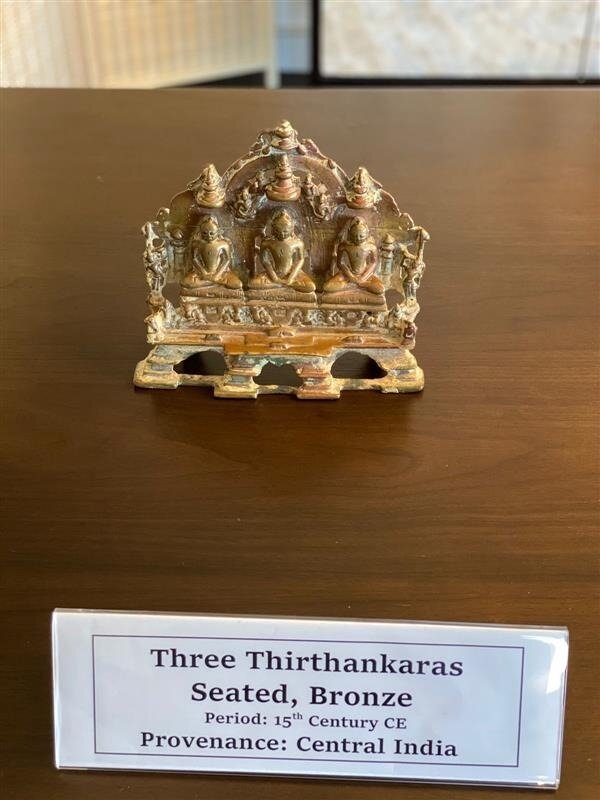 Three Thirthankaras
Seated, Bronze
Period: 15th Century CE
Provenance: Central India